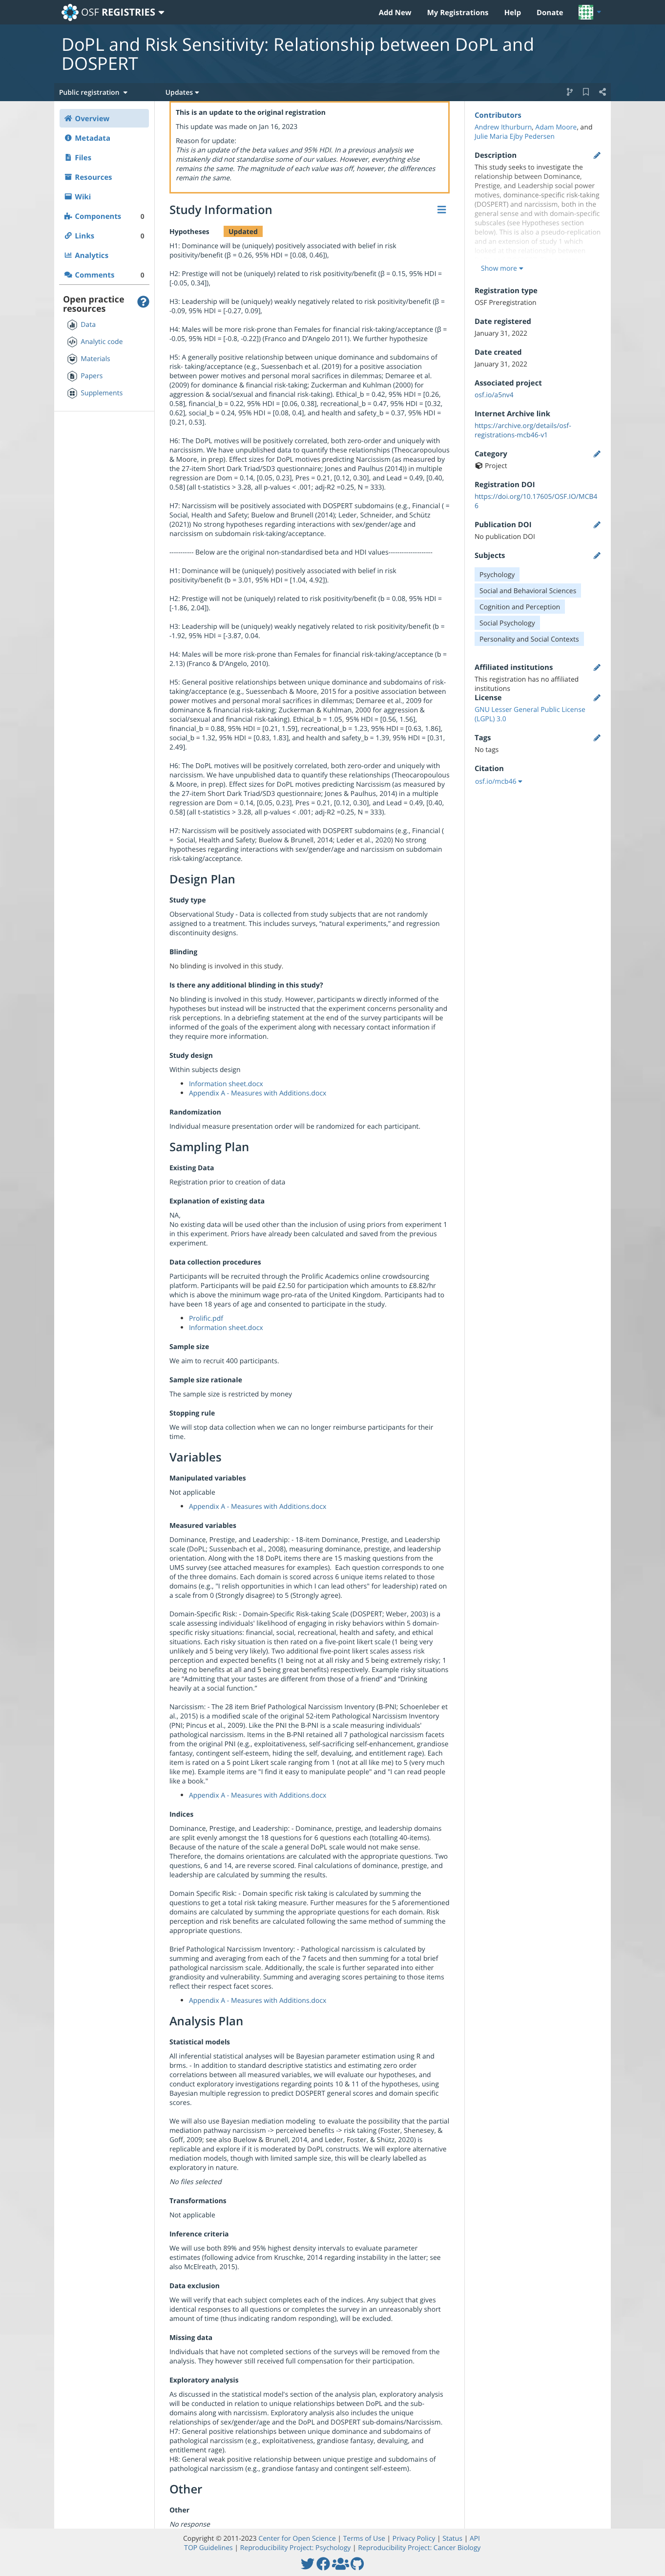 OSF REGISTRIES
Add New
My Registrations
Help
Donate
DoPL and Risk Sensitivity: Relationship between DoPL and
DOSPERT
Public registration
Updates
Overview
Metadata
Files
Resources
Wiki
Components 0
Links 0
Analytics
Comments 0
Open practice
resources
Data
Analytic code
Materials
Papers
Supplements
This is an update to the original registration
This update was made on Jan 16, 2023
Reason for update:
This is an update of the beta values and 95% HDI. In a previous analysis we
mistakenly did not standardise some of our values. However, everything else
remains the same. The magnitude of each value was off, however, the differences
remain the same.
Study Information
Hypotheses Updated
H1: Dominance will be (uniquely) positively associated with belief in risk
positivity/benefit (β = 0.26, 95% HDI = [0.08, 0.46]),
H2: Prestige will not be (uniquely) related to risk positivity/benefit (β = 0.15, 95% HDI =
[-0.05, 0.34]),
H3: Leadership will be (uniquely) weakly negatively related to risk positivity/benefit (β =
-0.09, 95% HDI = [-0.27, 0.09],
H4: Males will be more risk-prone than Females for financial risk-taking/acceptance (β =
-0.05, 95% HDI = [-0.8, -0.22]) (Franco and D'Angelo 2011). We further hypothesize
H5: A generally positive relationship between unique dominance and subdomains of
risk- taking/acceptance (e.g., Suessenbach et al. (2019) for a positive association
between power motives and personal moral sacrifices in dilemmas; Demaree et al.
(2009) for dominance & financial risk-taking; Zuckerman and Kuhlman (2000) for
aggression & social/sexual and financial risk-taking). Ethical_b = 0.42, 95% HDI = [0.26,
0.58], financial_b = 0.22, 95% HDI = [0.06, 0.38], recreational_b = 0.47, 95% HDI = [0.32,
0.62], social_b = 0.24, 95% HDI = [0.08, 0.4], and health and safety_b = 0.37, 95% HDI =
[0.21, 0.53].
H6: The DoPL motives will be positively correlated, both zero-order and uniquely with
narcissism. We have unpublished data to quantify these relationships (Theocaropoulous
& Moore, in prep). Effect sizes for DoPL motives predicting Narcissism (as measured by
the 27-item Short Dark Triad/SD3 questionnaire; Jones and Paulhus (2014)) in multiple
regression are Dom = 0.14, [0.05, 0.23], Pres = 0.21, [0.12, 0.30], and Lead = 0.49, [0.40,
0.58] (all t-statistics > 3.28, all p-values < .001; adj-R2 =0.25, N = 333).
H7: Narcissism will be positively associated with DOSPERT subdomains (e.g., Financial ( =
Social, Health and Safety; Buelow and Brunell (2014); Leder, Schneider, and Schütz
(2021)) No strong hypotheses regarding interactions with sex/gender/age and
narcissism on subdomain risk-taking/acceptance.
----------- Below are the original non-standardised beta and HDI values--------------------
H1: Dominance will be (uniquely) positively associated with belief in risk
positivity/benefit (b = 3.01, 95% HDI = [1.04, 4.92]).
H2: Prestige will not be (uniquely) related to risk positivity/benefit (b = 0.08, 95% HDI =
[-1.86, 2.04]).
H3: Leadership will be (uniquely) weakly negatively related to risk positivity/benefit (b =
-1.92, 95% HDI = [-3.87, 0.04.
H4: Males will be more risk-prone than Females for financial risk-taking/acceptance (b =
2.13) (Franco & D'Angelo, 2010).
H5: General positive relationships between unique dominance and subdomains of risk-
taking/acceptance (e.g., Suessenbach & Moore, 2015 for a positive association between
power motives and personal moral sacrifices in dilemmas; Demaree et al., 2009 for
dominance & financial risk-taking; Zuckerman & Kuhlman, 2000 for aggression &
social/sexual and financial risk-taking). Ethical_b = 1.05, 95% HDI = [0.56, 1.56],
financial_b = 0.88, 95% HDI = [0.21, 1.59], recreational_b = 1.23, 95% HDI = [0.63, 1.86],
social_b = 1.32, 95% HDI = [0.83, 1.83], and health and safety_b = 1.39, 95% HDI = [0.31,
2.49].
H6: The DoPL motives will be positively correlated, both zero-order and uniquely with
narcissism. We have unpublished data to quantify these relationships (Theocaropoulous
& Moore, in prep). Effect sizes for DoPL motives predicting Narcissism (as measured by
the 27-item Short Dark Triad/SD3 questionnaire; Jones & Paulhus, 2014) in a multiple
regression are Dom = 0.14, [0.05, 0.23], Pres = 0.21, [0.12, 0.30], and Lead = 0.49, [0.40,
0.58] (all t-statistics > 3.28, all p-values < .001; adj-R2 =0.25, N = 333).
H7: Narcissism will be positively associated with DOSPERT subdomains (e.g., Financial (
= Social, Health and Safety; Buelow & Brunell, 2014; Leder et al., 2020) No strong
hypotheses regarding interactions with sex/gender/age and narcissism on subdomain
risk-taking/acceptance.
Design Plan
Study type
Observational Study - Data is collected from study subjects that are not randomly
assigned to a treatment. This includes surveys, “natural experiments,” and regression
discontinuity designs.
Blinding
No blinding is involved in this study.
Is there any additional blinding in this study?
No blinding is involved in this study. However, participants w directly informed of the
hypotheses but instead will be instructed that the experiment concerns personality and
risk perceptions. In a debriefing statement at the end of the survey participants will be
informed of the goals of the experiment along with necessary contact information if
they require more information.
Study design
Within subjects design
Information sheet.docx
Appendix A - Measures with Additions.docx
Randomization
Individual measure presentation order will be randomized for each participant.
Sampling Plan
Existing Data
Registration prior to creation of data
Explanation of existing data
NA,
No existing data will be used other than the inclusion of using priors from experiment 1
in this experiment. Priors have already been calculated and saved from the previous
experiment.
Data collection procedures
Participants will be recruited through the Prolific Academics online crowdsourcing
platform. Participants will be paid £2.50 for participation which amounts to £8.82/hr
which is above the minimum wage pro-rata of the United Kingdom. Participants had to
have been 18 years of age and consented to participate in the study.
Prolific.pdf
Information sheet.docx
Sample size
We aim to recruit 400 participants.
Sample size rationale
The sample size is restricted by money
Stopping rule
We will stop data collection when we can no longer reimburse participants for their
time.
Variables
Manipulated variables
Not applicable
Appendix A - Measures with Additions.docx
Measured variables
Dominance, Prestige, and Leadership: - 18-item Dominance, Prestige, and Leadership
scale (DoPL; Sussenbach et al., 2008), measuring dominance, prestige, and leadership
orientation. Along with the 18 DoPL items there are 15 masking questions from the
UMS survey (see attached measures for examples). Each question corresponds to one
of the three domains. Each domain is scored across 6 unique items related to those
domains (e.g., "I relish opportunities in which I can lead others" for leadership) rated on
a scale from 0 (Strongly disagree) to 5 (Strongly agree).
Domain-Specific Risk: - Domain-Specific Risk-taking Scale (DOSPERT; Weber, 2003) is a
scale assessing individuals' likelihood of engaging in risky behaviors within 5 domain-
specific risky situations: financial, social, recreational, health and safety, and ethical
situations. Each risky situation is then rated on a five-point likert scale (1 being very
unlikely and 5 being very likely). Two additional five-point likert scales assess risk
perception and expected benefits (1 being not at all risky and 5 being extremely risky; 1
being no benefits at all and 5 being great benefits) respectively. Example risky situations
are “Admitting that your tastes are different from those of a friend” and “Drinking
heavily at a social function.”
Narcissism: - The 28 item Brief Pathological Narcissism Inventory (B-PNI; Schoenleber et
al., 2015) is a modified scale of the original 52-item Pathological Narcissism Inventory
(PNI; Pincus et al., 2009). Like the PNI the B-PNI is a scale measuring individuals'
pathological narcissism. Items in the B-PNI retained all 7 pathological narcissism facets
from the original PNI (e.g., exploitativeness, self-sacrificing self-enhancement, grandiose
fantasy, contingent self-esteem, hiding the self, devaluing, and entitlement rage). Each
item is rated on a 5 point Likert scale ranging from 1 (not at all like me) to 5 (very much
like me). Example items are "I find it easy to manipulate people" and "I can read people
like a book."
Appendix A - Measures with Additions.docx
Indices
Dominance, Prestige, and Leadership: - Dominance, prestige, and leadership domains
are split evenly amongst the 18 questions for 6 questions each (totalling 40-items).
Because of the nature of the scale a general DoPL scale would not make sense.
Therefore, the domains orientations are calculated with the appropriate questions. Two
questions, 6 and 14, are reverse scored. Final calculations of dominance, prestige, and
leadership are calculated by summing the results.
Domain Specific Risk: - Domain specific risk taking is calculated by summing the
questions to get a total risk taking measure. Further measures for the 5 aforementioned
domains are calculated by summing the appropriate questions for each domain. Risk
perception and risk benefits are calculated following the same method of summing the
appropriate questions.
Brief Pathological Narcissism Inventory: - Pathological narcissism is calculated by
summing and averaging from each of the 7 facets and then summing for a total brief
pathological narcissism scale. Additionally, the scale is further separated into either
grandiosity and vulnerability. Summing and averaging scores pertaining to those items
reflect their respect facet scores.
Appendix A - Measures with Additions.docx
Analysis Plan
Statistical models
All inferential statistical analyses will be Bayesian parameter estimation using R and
brms. - In addition to standard descriptive statistics and estimating zero order
correlations between all measured variables, we will evaluate our hypotheses, and
conduct exploratory investigations regarding points 10 & 11 of the hypotheses, using
Bayesian multiple regression to predict DOSPERT general scores and domain specific
scores.
We will also use Bayesian mediation modeling to evaluate the possibility that the partial
mediation pathway narcissism -> perceived benefits -> risk taking (Foster, Shenesey, &
Goff, 2009; see also Buelow & Brunell, 2014, and Leder, Foster, & Shütz, 2020) is
replicable and explore if it is moderated by DoPL constructs. We will explore alternative
mediation models, though with limited sample size, this will be clearly labelled as
exploratory in nature.
No files selected
Transformations
Not applicable
Inference criteria
We will use both 89% and 95% highest density intervals to evaluate parameter
estimates (following advice from Kruschke, 2014 regarding instability in the latter; see
also McElreath, 2015).
Data exclusion
We will verify that each subject completes each of the indices. Any subject that gives
identical responses to all questions or completes the survey in an unreasonably short
amount of time (thus indicating random responding), will be excluded.
Missing data
Individuals that have not completed sections of the surveys will be removed from the
analysis. They however still received full compensation for their participation.
Exploratory analysis
As discussed in the statistical model's section of the analysis plan, exploratory analysis
will be conducted in relation to unique relationships between DoPL and the sub-
domains along with narcissism. Exploratory analysis also includes the unique
relationships of sex/gender/age and the DoPL and DOSPERT sub-domains/Narcissism.
H7: General positive relationships between unique dominance and subdomains of
pathological narcissism (e.g., exploitativeness, grandiose fantasy, devaluing, and
entitlement rage).
H8: General weak positive relationship between unique prestige and subdomains of
pathological narcissism (e.g., grandiose fantasy and contingent self-esteem).
Other
Other
No response
Contributors
Andrew Ithurburn, Adam Moore, and
Julie Maria Ejby Pedersen
Description
This study seeks to investigate the
relationship between Dominance,
Prestige, and Leadership social power
motives, dominance-specific risk-taking
(DOSPERT) and narcissism, both in the
general sense and with domain-specific
subscales (see Hypotheses section
below). This is also a pseudo-replication
and an extension of study 1 which
Show more
Registration type
OSF Preregistration
Date registered
January 31, 2022
Date created
January 31, 2022
Associated project
osf.io/a5nv4
Internet Archive link
https://archive.org/details/osf-
registrations-mcb46-v1
Category
Project
Registration DOI
https://doi.org/10.17605/OSF.IO/MCB4
6
Publication DOI
No publication DOI
Subjects
Psychology
Social and Behavioral Sciences
Cognition and Perception
Social Psychology
Personality and Social Contexts
Affiliated institutions
This registration has no affiliated
institutions
License
GNU Lesser General Public License
(LGPL) 3.0
Tags
No tags
Citation
osf.io/mcb46
Copyright © 2011-2023 Center for Open Science | Terms of Use | Privacy Policy | Status | API
TOP Guidelines | Reproducibility Project: Psychology | Reproducibility Project: Cancer Biology